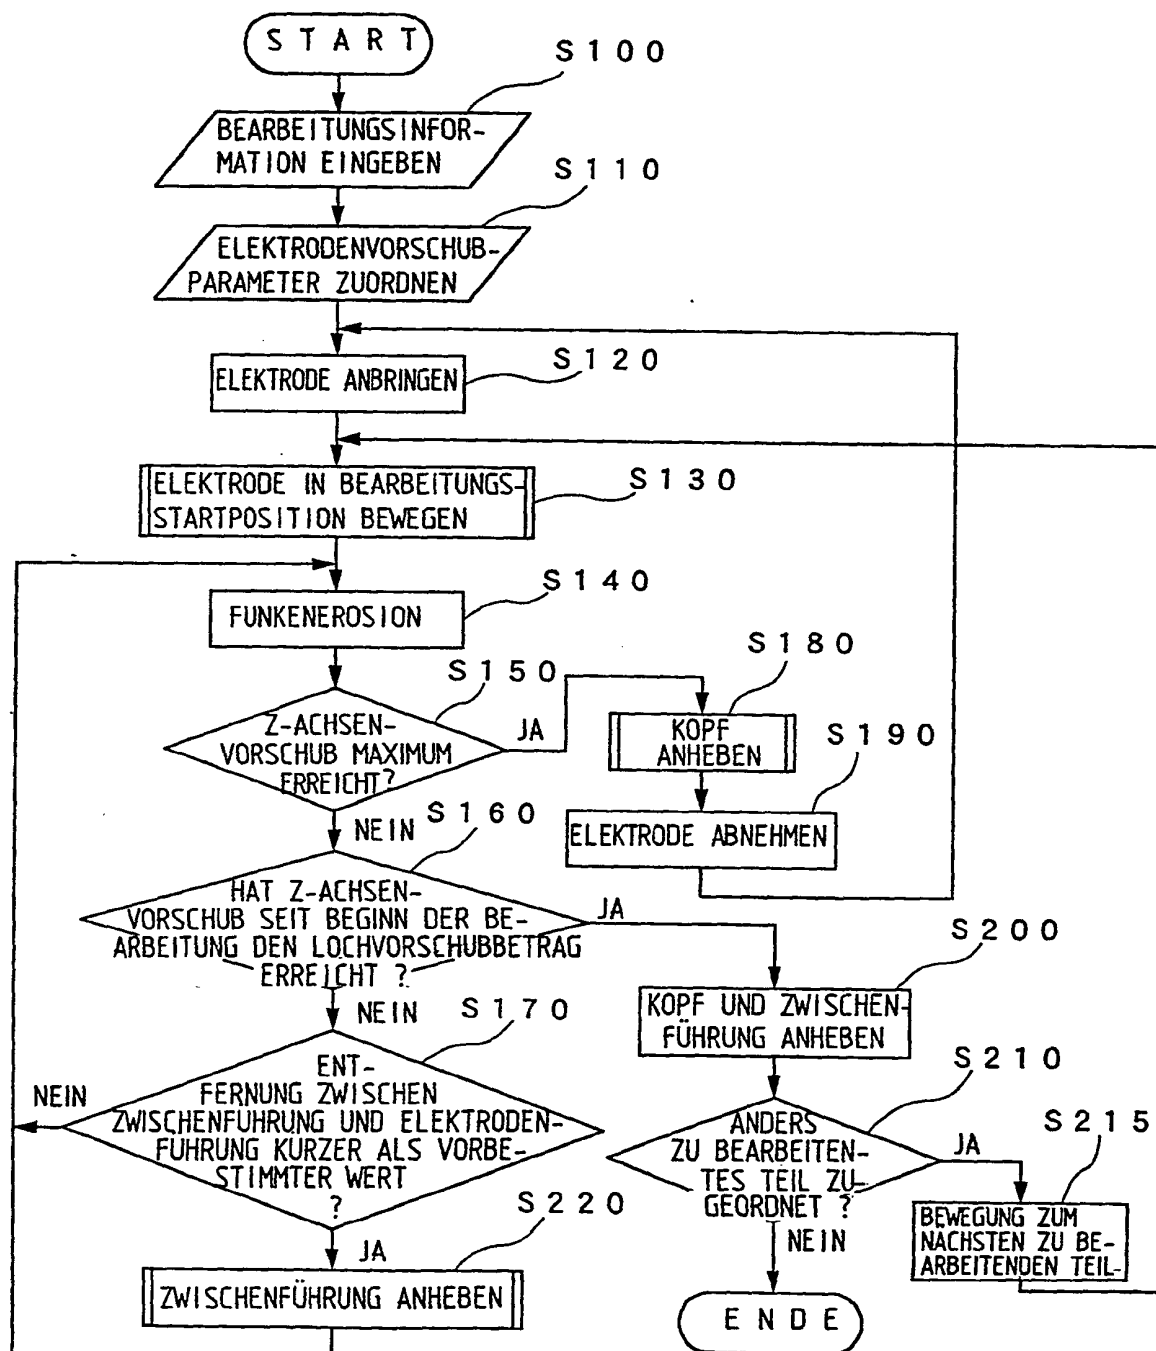 START
S100
BEARBEITUNGSINFOR-
MATION EINGEBEN
S110
ELEKTRODENVORSCHUB-
PARAMETER ZUORDNEN
S120
ELEKTRODE ANBRINGEN
S130
ELEKTRODE IN BEARBEITUNGS-
STARTPOSITION BEWEGEN
S140
FUNKENEROSION
S150
Z-ACHSEN-
VORSCHUB MAXIMUM
ERREICHT?
JA
S180
KOPF
ANHEBEN
S190
ELEKTRODE ABNEHMEN
NEIN
S160
HAT Z-ACHSEN-
VORSCHUB SEIT BEGINN DER BE-
ARBEITUNG DEN LOCHVORSCHUBBETRAG
ERREICHT ?
JA
S200
KOPF UND ZWISCHEN-
FÜHRUNG ANHEBEN
NEIN
S170
ENT-
FERNUNG ZWISCHEN
ZWISCHENFUHRUNG UND ELEKTRODEN-
FUHRUNG KURZER ALS VORBE-
STIMMTER WERT
?
NEIN
JA
S210
ANDERS
ZU BEARBEITEN-
TES TEIL ZU-
GEORDNET ?
JA
S215
BEWEGUNG ZUM
NACHSTEN ZU BE-
ARBEITENDEN TEIL-
NEIN
S220
ZWISCHENFÜHRUNG ANHEBEN
ENDE